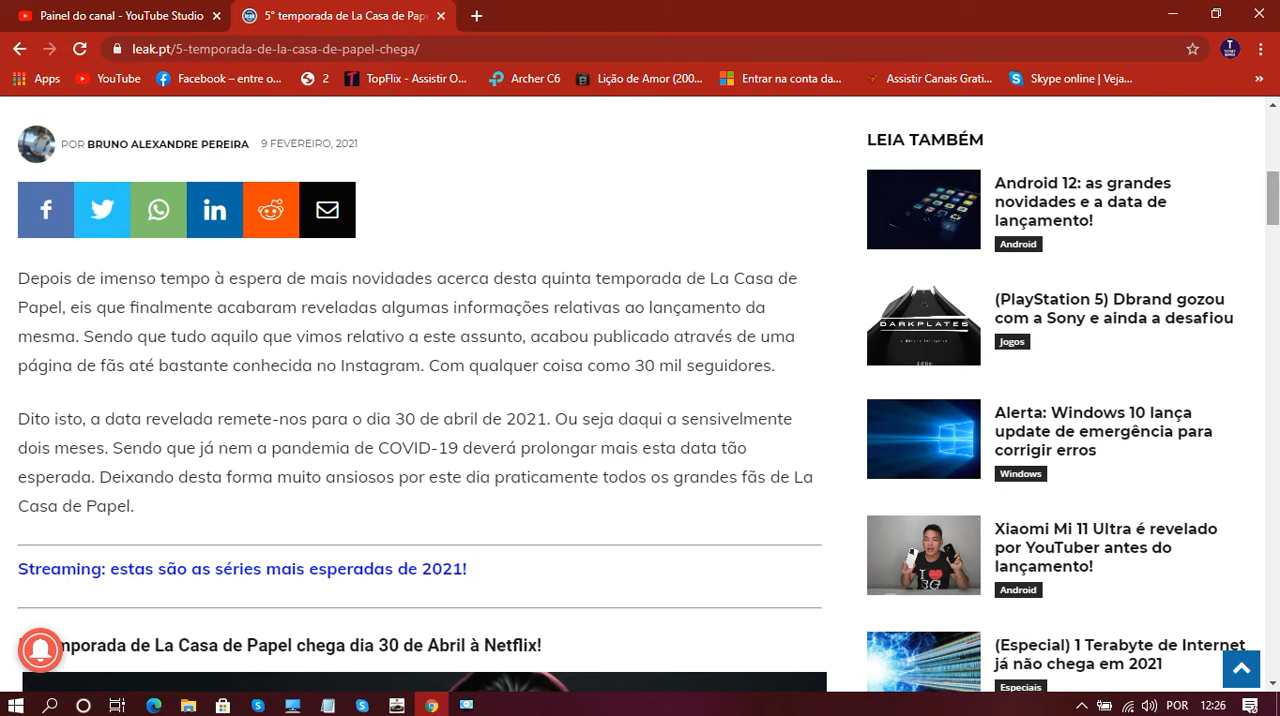 Painel do canal - You
5ª temporada de La Casa de Pap
leak.pt/5-temporada-de-la-casa-de-papel-chega/
Apps
YouTube
Facebook – entre o...
2
TopFlix - Assistir O...
Archer C6
Lição de Amor (200...
Entrar na conta da...
Assistir Canais Grati...
Skype online | Veja...
POR BRUNO ALEXANDRE PEREIRA 9 FEVEREIRO, 2021
Depois de imenso tempo à espera de mais novidades acerca desta quinta temporada de La Casa de
Papel, eis que finalmente acabaram reveladas algumas informações relativas ao lançamento da
mesma. Sendo que tudo aquilo que vimos relativo a este assunto, acabou publicado através de uma
página de fãs até bastante conhecida no Instagram. Com qualquer coisa como 30 mil seguidores.
Dito isto, a data revelada remete-nos para o dia 30 de abril de 2021. Ou seja daqui a sensivelmente
dois meses. Sendo que já nem a pandemia de COVID-19 deverá prolongar mais esta data tão
esperada. Deixando desta forma muito ansiosos por este dia praticamente todos os grandes fãs de La
Casa de Papel.
Streaming: estas são as séries mais esperadas de 2021!
mporada de La Casa de Papel chega dia 30 de Abril à Netflix!
LEIA TAMBÉM
Android 12: as grandes
novidades e a data de
lançamento!
Android
DARKPLATES
(PlayStation 5) Dbrand gozou
com a Sony e ainda a desafiou
Jogos
Alerta: Windows 10 lança
update de emergência para
corrigir erros
Windows
I ❤ 3G
Xiaomi Mi 11 Ultra é revelado
por YouTuber antes do
lançamento!
Android
(Especial) 1 Terabyte de Internet
já não chega em 2021
Especiais
POR
12:26